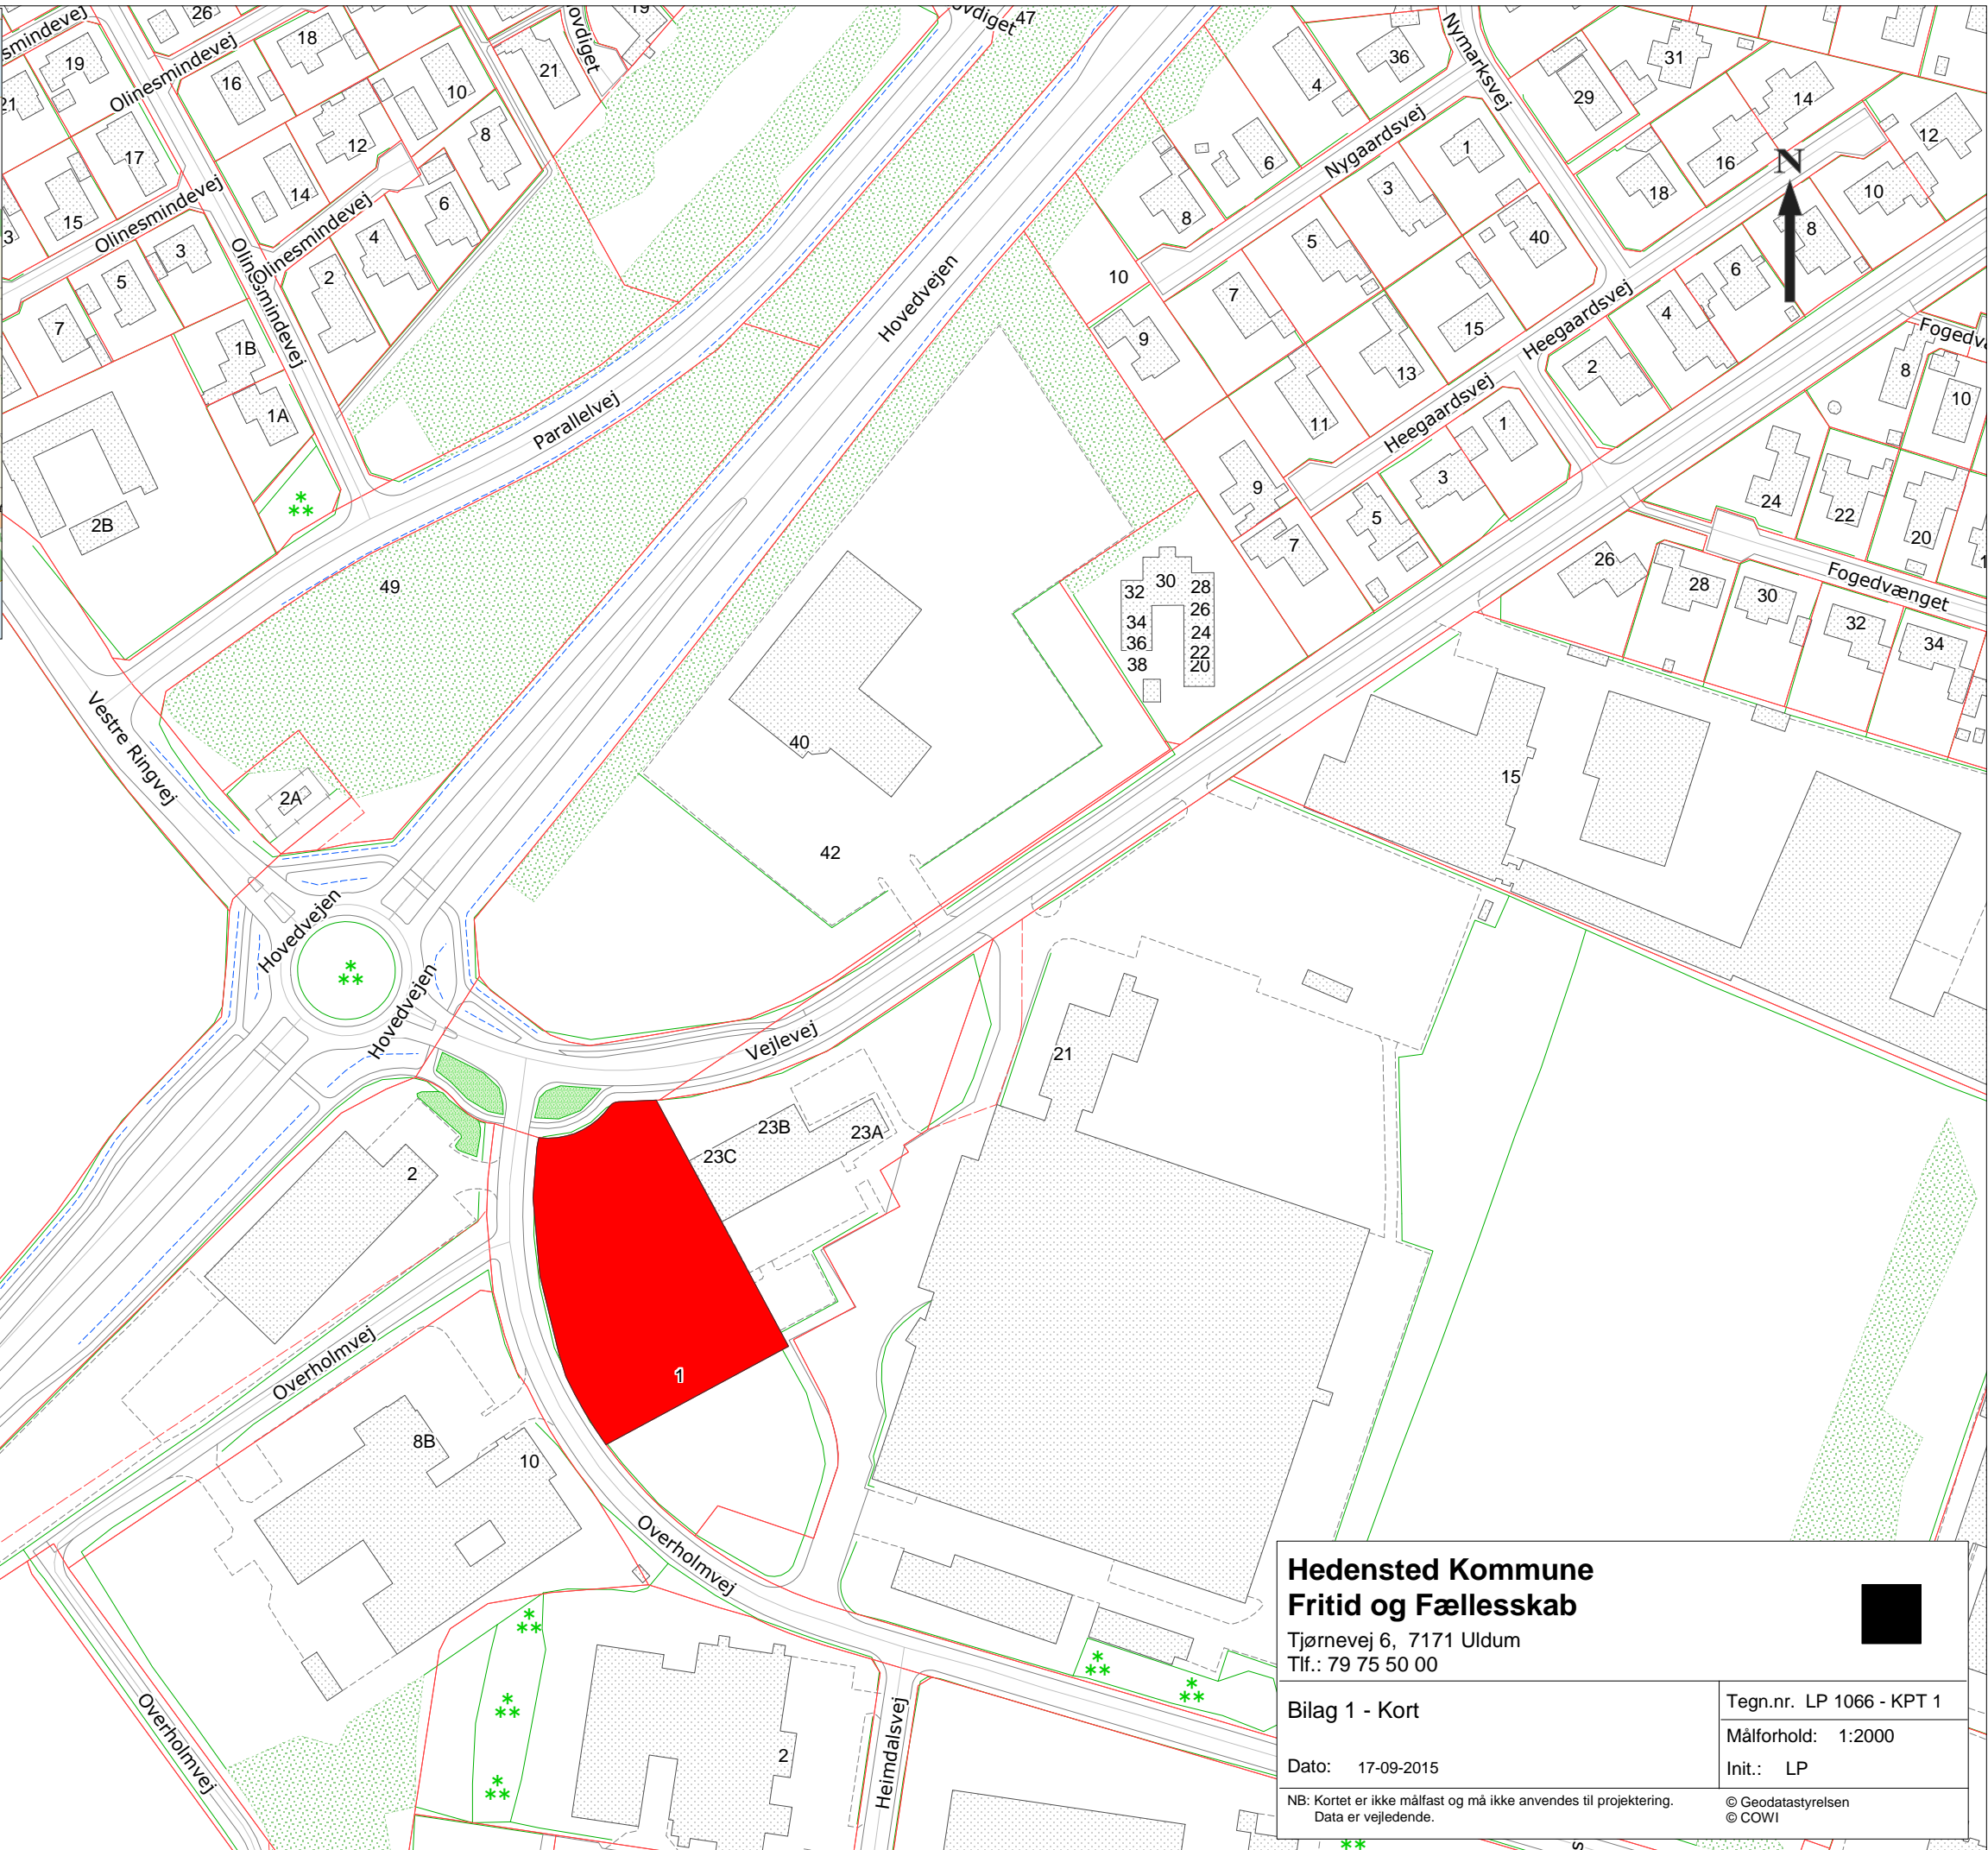 smindevej
26
Olinesmindevej
18
19
21
16
10
12
8
17
14
6
15
Olinesmindevej
3
4
2
5
3
Olinesmindevej
Olinesmindevej
7
1B
1A
2B
21
ovdiget
19
ovdiget
47
Hovedvejen
Parallelvej
49
Vestre Ringvej
2A
Hovedvejen
Hovedvejen
40
42
Vejlevej
Nymarksvej
36
4
31
29
14
12
16
18
10
8
6
4
2
N
Nygaardsvej
6
8
10
1
3
5
7
9
40
15
13
11
Heegaardsvej
Heegaardsvej
1
3
5
7
9
30
32
28
26
34
24
36
22
38
20
Fogedv
8
10
24
22
20
26
28
30
32
34
Fogedvænget
15
21
23B
23A
23C
2
1
Overholmvej
8B
10
Overholmvej
Overholmvej
2
Heimdalsvej
Hedensted Kommune
Fritid og Fællesskab
Tjørnevej 6, 7171 Uldum
Tlf.: 79 75 50 00
Bilag 1 - Kort
Dato: 17-09-2015
Tegn.nr. LP 1066 - KPT 1
Målforhold: 1:2000
Init.: LP
NB: Kortet er ikke målfast og må ikke anvendes til projektering.
Data er vejledende.
© Geodatastyrelsen
© COWI